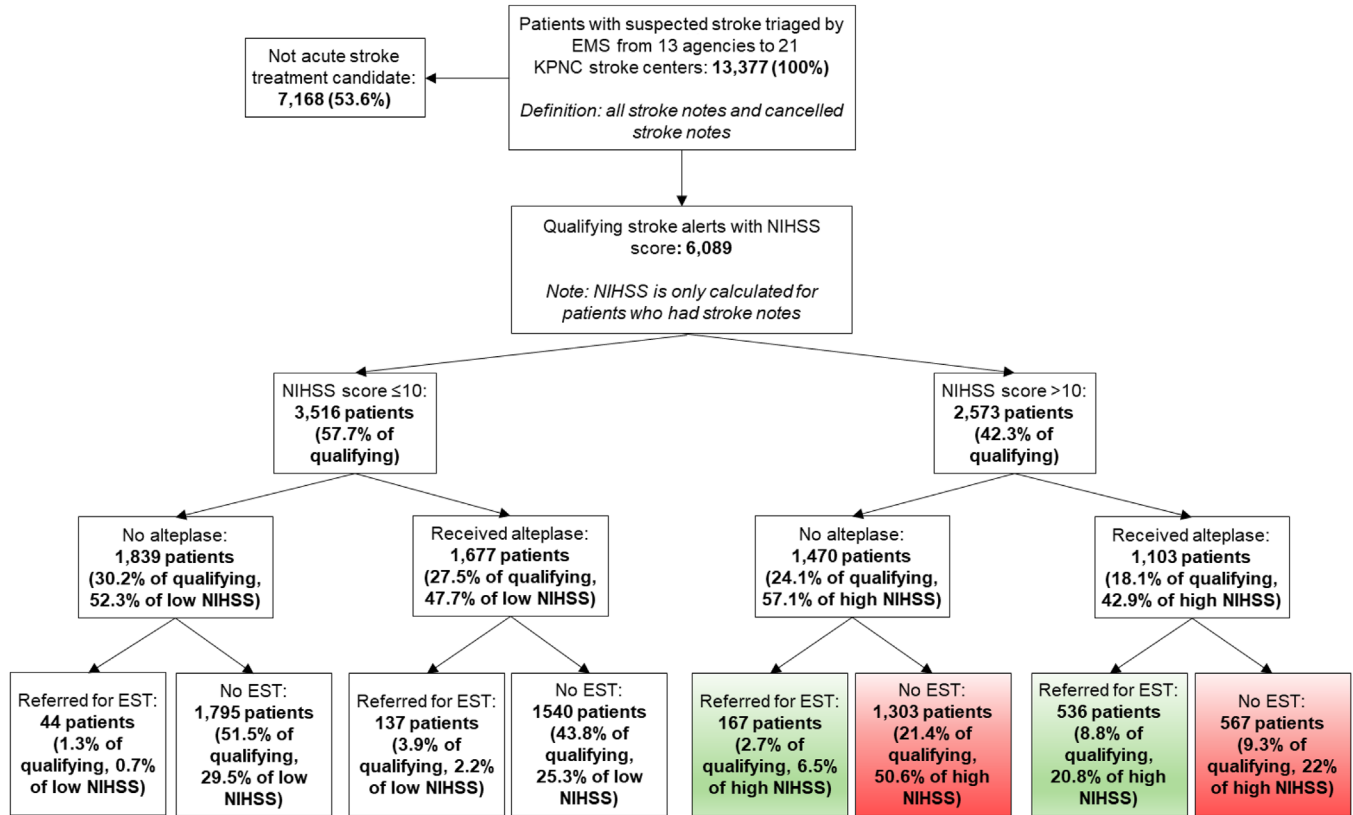 Patients with suspected stroke triaged by
EMS from 13 agencies to 21
KPNC stroke centers: 13,377 (100%)
Definition: all stroke notes and cancelled
stroke notes
Not acute stroke
treatment candidate:
7,168 (53.6%)
Qualifying stroke alerts with NIHSS
score: 6,089
Note: NIHSS is only calculated for
patients who had stroke notes
NIHSS score ≤10:
3,516 patients
(57.7% of
qualifying)
NIHSS score >10:
2,573 patients
(42.3% of
qualifying)
No alteplase:
1,839 patients
(30.2% of qualifying,
52.3% of low NIHSS)
Received alteplase:
1,677 patients
(27.5% of qualifying,
47.7% of low NIHSS)
No alteplase:
1,470 patients
(24.1% of qualifying,
57.1% of high NIHSS)
Received alteplase:
1,103 patients
(18.1% of qualifying,
42.9% of high NIHSS)
Referred for EST:
44 patients
(1.3% of
qualifying, 0.7%
of low NIHSS)
No EST:
1,795 patients
(51.5% of
qualifying,
29.5% of low
NIHSS)
Referred for EST:
137 patients
(3.9% of
qualifying, 2.2%
of low NIHSS)
No EST:
1540 patients
(43.8% of
qualifying,
25.3% of low
NIHSS)
Referred for EST:
167 patients
(2.7% of
qualifying, 6.5%
of high NIHSS)
No EST:
1,303 patients
(21.4% of
qualifying,
50.6% of high
NIHSS)
Referred for EST:
536 patients
(8.8% of
qualifying,
20.8% of high
NIHSS)
No EST:
567 patients
(9.3% of
qualifying, 22%
of high NIHSS)